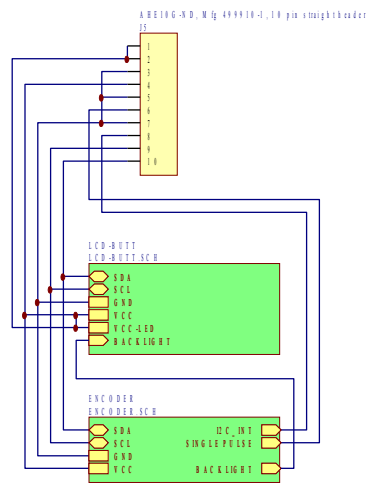 AHE10G-ND, Mfg 499910-1, 10 pin straight header
J5
1
2
3
4
5
6
7
8
9
10
LCD-BUTT
LCD-BUTT.SCH
SDA
SCL
GND
VCC
VCC-LED
BACKLIGHT
ENCODER
ENCODER.SCH
SDA I2C_INT
SCL SINGLEPULSE
GND
VCC BACKLIGHT